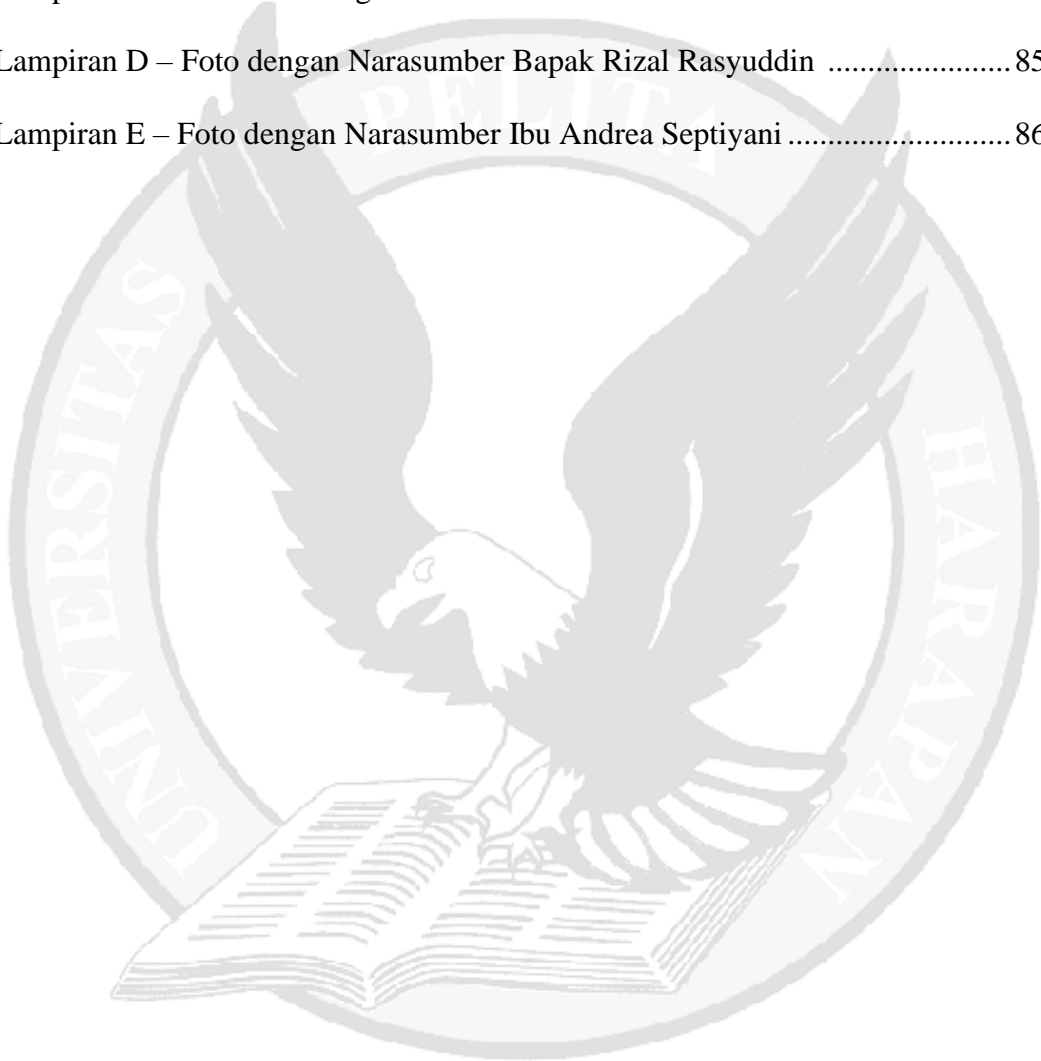 Lampiran D – Foto dengan Narasumber Bapak Rizal Rasyuddin ...................... 85
Lampiran E – Foto dengan Narasumber Ibu Andrea Septiyani ........................... 86
UNIVERSITAS PELITA HARAPAN